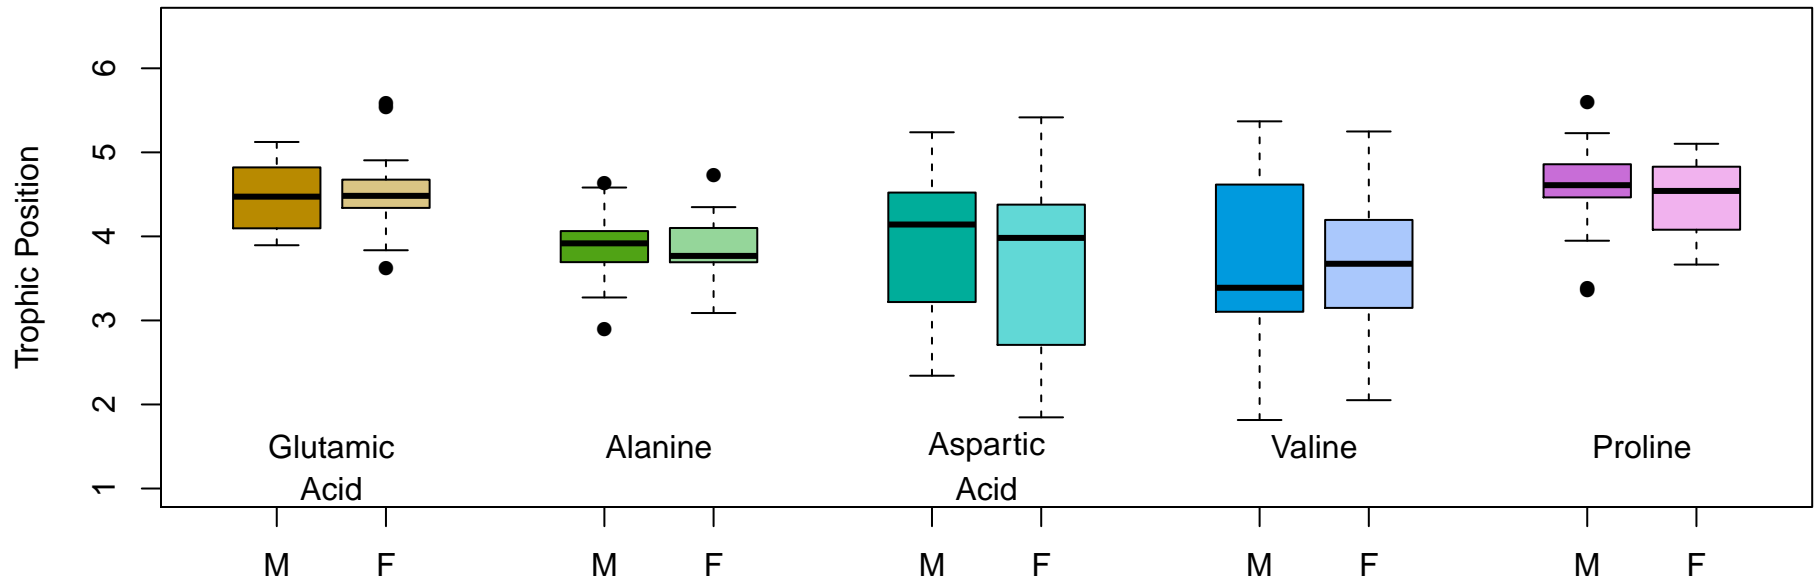 Trophic Position
6
5
4
3
2
1
Glutamic
Acid
Alanine
Aspartic
Acid
Valine
Proline
M F M F M F M F M F